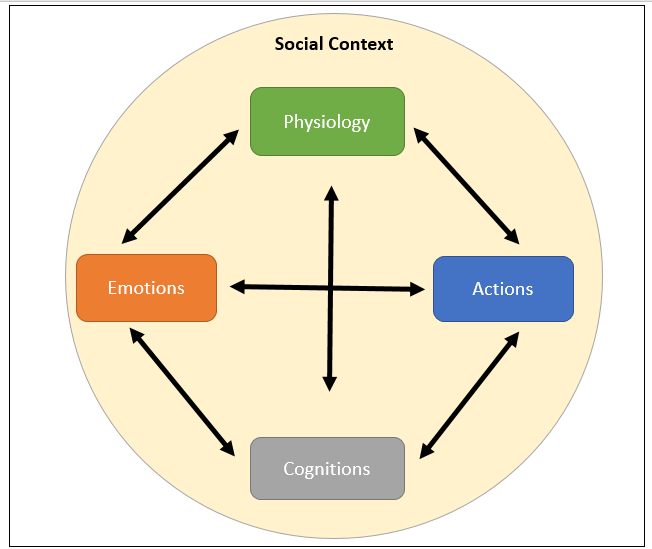 Social Context
Physiology
Emotions
Actions
Cognitions